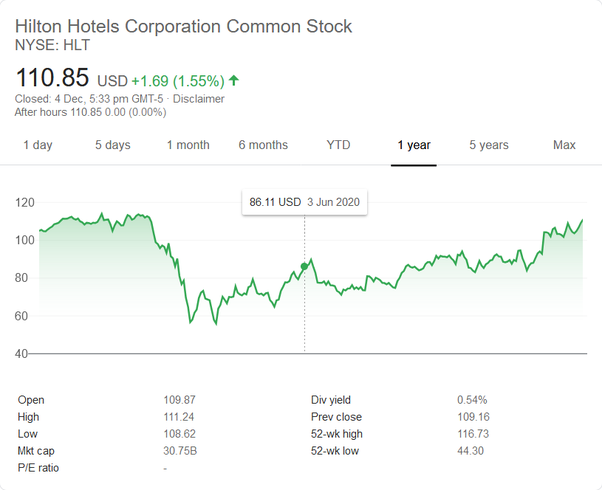 Hilton Hotels Corporation Common Stock
NYSE: HLT
110.85 USD +1.69 (1.55%)
Closed: 4 Dec, 5:33 pm GMT-5 · Disclaimer
After hours 110.85 0.00 (0.00%)
1 day 5 days 1 month 6 months YTD 1 year 5 years Max
86.11 USD 3 Jun 2020
120
100
80
60
40
Open 109.87 Div yield 0.54%
High 111.24 Prev close 109.16
Low 108.62 52-wk high 116.73
Mkt cap 30.75B 52-wk low 44.30
P/E ratio -